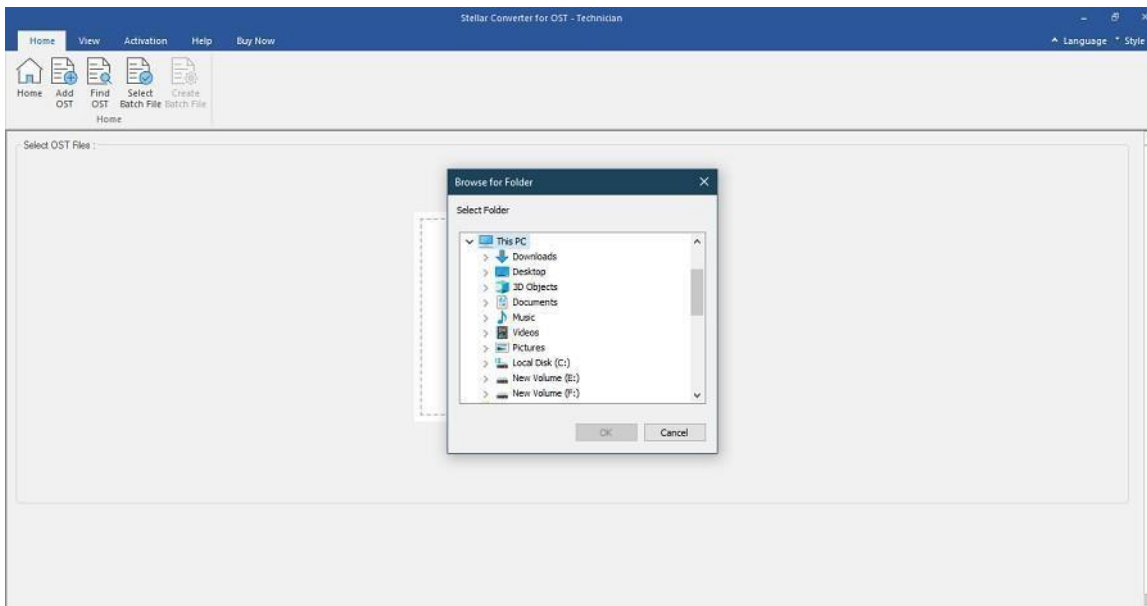 Stellar Converter for OST - Technician
Home View Activation Help Buy Now Language Style
Home Add OST Find OST Select Batch File Create Batch File
Home
Select OST Files :
Browse for Folder
Select Folder
This PC
Downloads
Desktop
3D Objects
Documents
Music
Videos
Pictures
Local Disk (C:)
New Volume (E:)
New Volume (F:)
OK Cancel